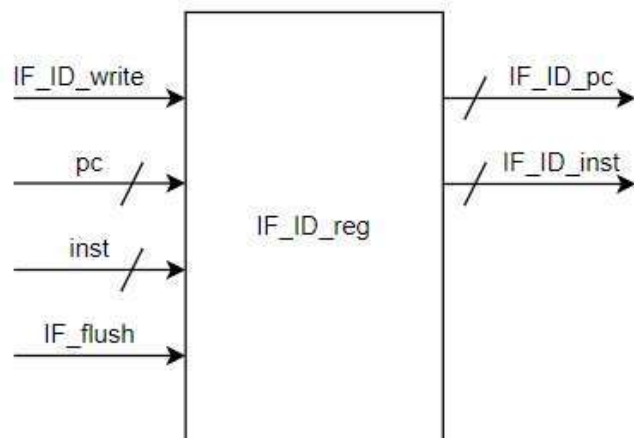 IF_ID_write
pc
inst
IF_flush
IF_ID_reg
IF_ID_pc
IF_ID_inst